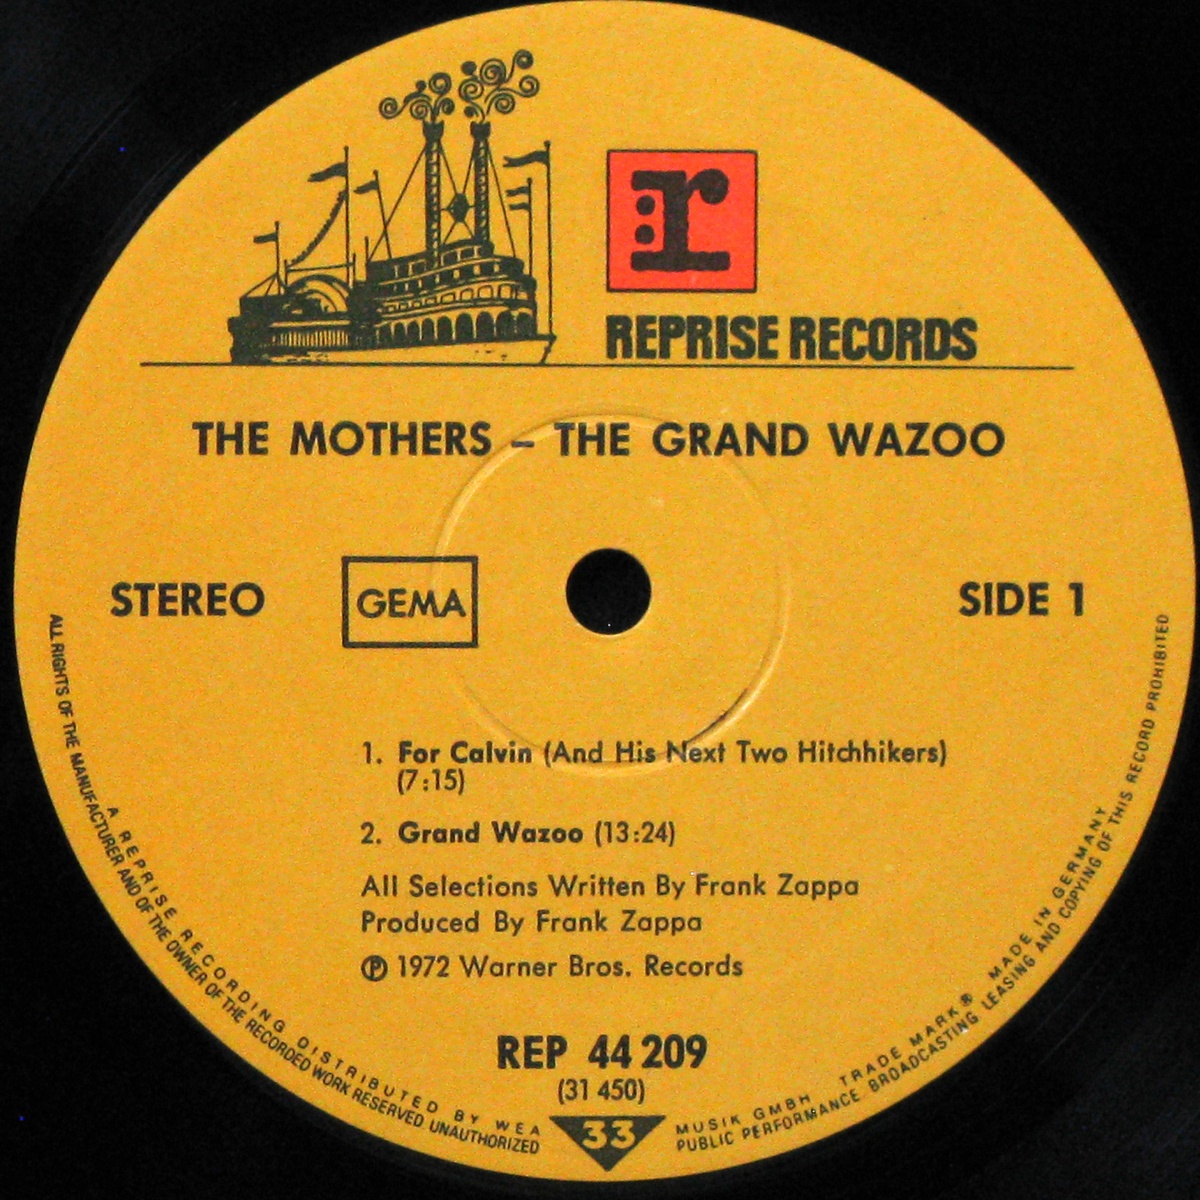 r
REPRISE RECORDS
THE MOTHERS – THE GRAND WAZOO
STEREO
GEMA
SIDE 1
1. For Calvin (And His Next Two Hitchhikers)
(7:15)
2. Grand Wazoo (13:24)
All Selections Written By Frank Zappa
Produced By Frank Zappa
Ⓟ 1972 Warner Bros. Records
REP 44 209
(31 450)
33
A REPRISE RECORDING DISTRIBUTED BY WEA MUSIK GMBH TRADE MARK® MADE IN GERMANY
ALL RIGHTS OF THE MANUFACTURER AND OF THE OWNER OF THE RECORDED WORK RESERVED UNAUTHORIZED PUBLIC PERFORMANCE BROADCASTING LEASING AND COPYING OF THIS RECORD PROHIBITED